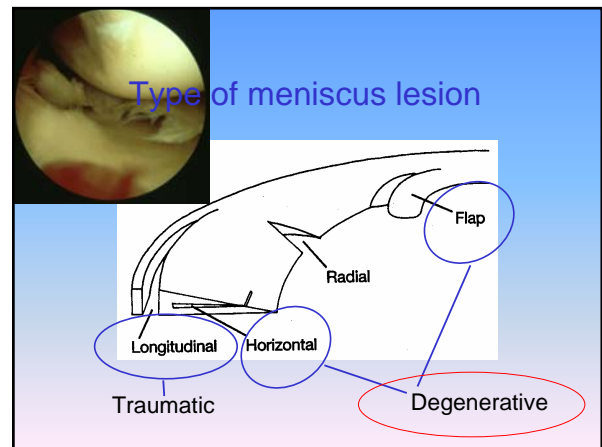 Type of meniscus lesion
Flap
Radial
Longitudinal Horizontal
Traumatic Degenerative